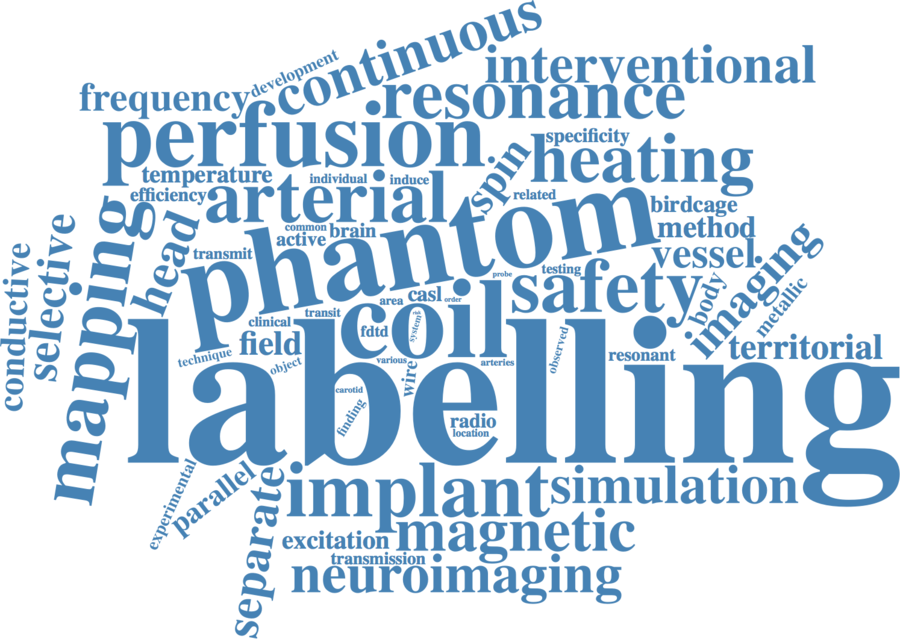 continuous
development
interventional
frequency
resonance
perfusion
specificity
heating
spin
temperature
individual
induce
efficiency
arterial
related
birdcage
phantom
common
active
brain
method
mapping
head
selective
conductive
transmit
vessel
probe
testing
safety
body
imaging
metallic
area
casl
order
coil
transit
clinical
fdtd
systems
field
technique
object
various
wire
arteries
observed
resonant
territorial
labelling
carotid
finding
radio
location
experimental
parallel
separate
implant
simulation
magnetic
excitation
transmission
neuroimaging